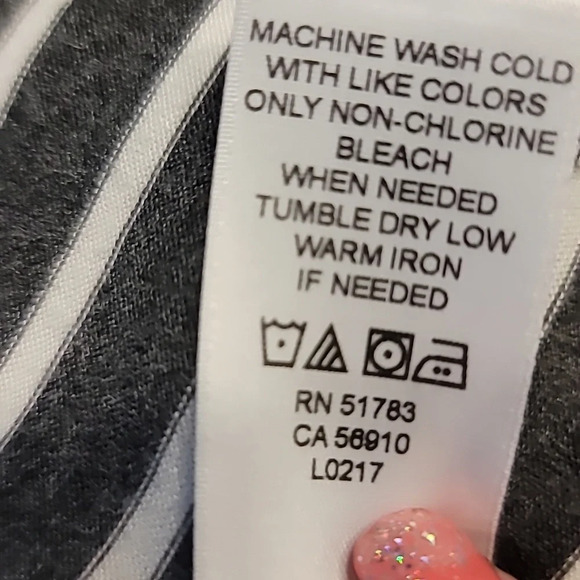 MACHINE WASH COLD
WITH LIKE COLORS
ONLY NON-CHLORINE
BLEACH
WHEN NEEDED
TUMBLE DRY LOW
WARM IRON
IF NEEDED
RN 51783
CA 56910
L0217